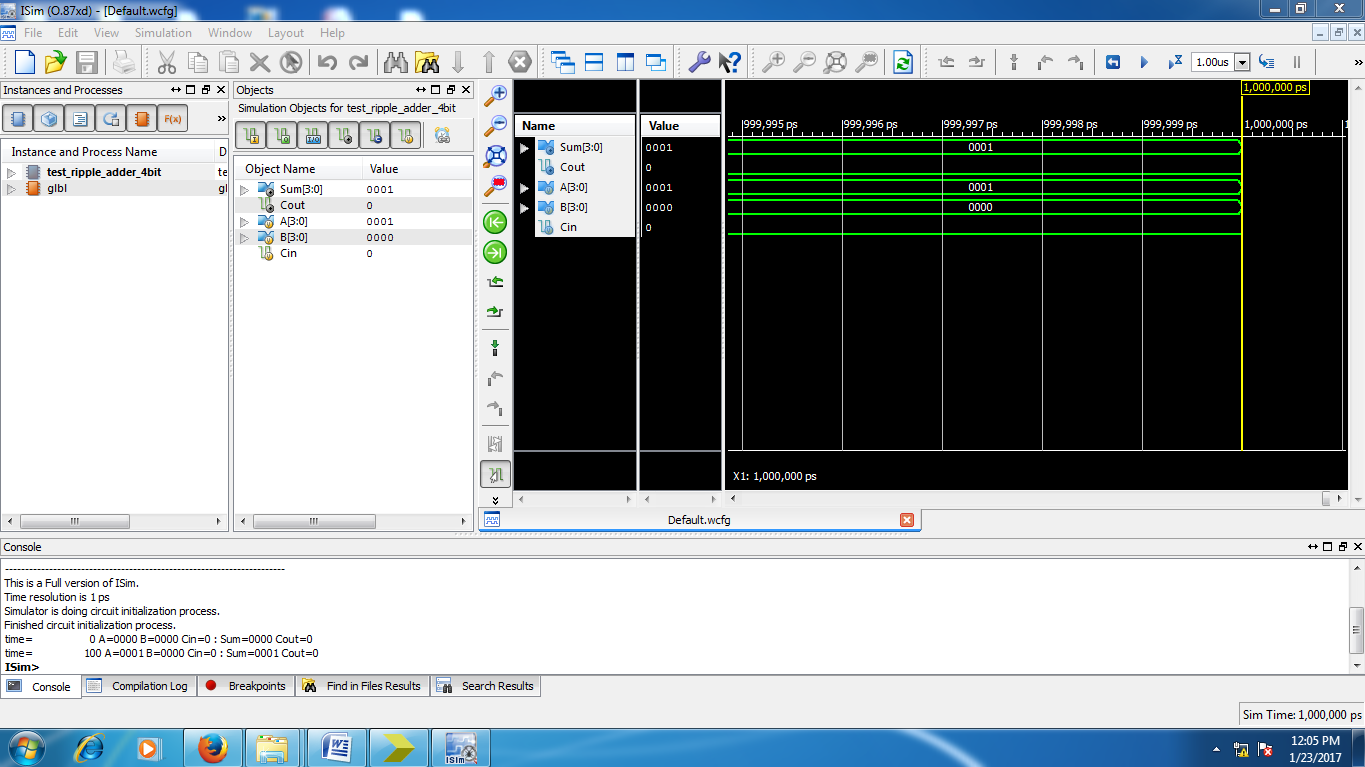 ISim (O.87xd) - [Default.wcfg]
File Edit View Simulation Window Layout Help
1.00us
Instances and Processes
F(x)
Instance and Process Name D
test_ripple_adder_4bit te
glbl gl
Objects
Simulation Objects for test_ripple_adder_4bit
Object Name Value
Sum[3:0] 0001
Cout 0
A[3:0] 0001
B[3:0] 0000
Cin 0
Name Value
Sum[3:0] 0001
Cout 0
A[3:0] 0001
B[3:0] 0000
Cin 0
1,000,000 ps
999,995 ps 999,996 ps 999,997 ps 999,998 ps 999,999 ps 1,000,000 ps 1
0001
0001
0000
X1: 1,000,000 ps
Default.wcfg
Console
This is a Full version of ISim.
Time resolution is 1 ps
Simulator is doing circuit initialization process.
Finished circuit initialization process.
time= 0 A=0000 B=0000 Cin=0 : Sum=0000 Cout=0
time= 100 A=0001 B=0000 Cin=0 : Sum=0001 Cout=0
ISim>
Console Compilation Log Breakpoints Find in Files Results Search Results
Sim Time: 1,000,000 ps
12:05 PM
1/23/2017